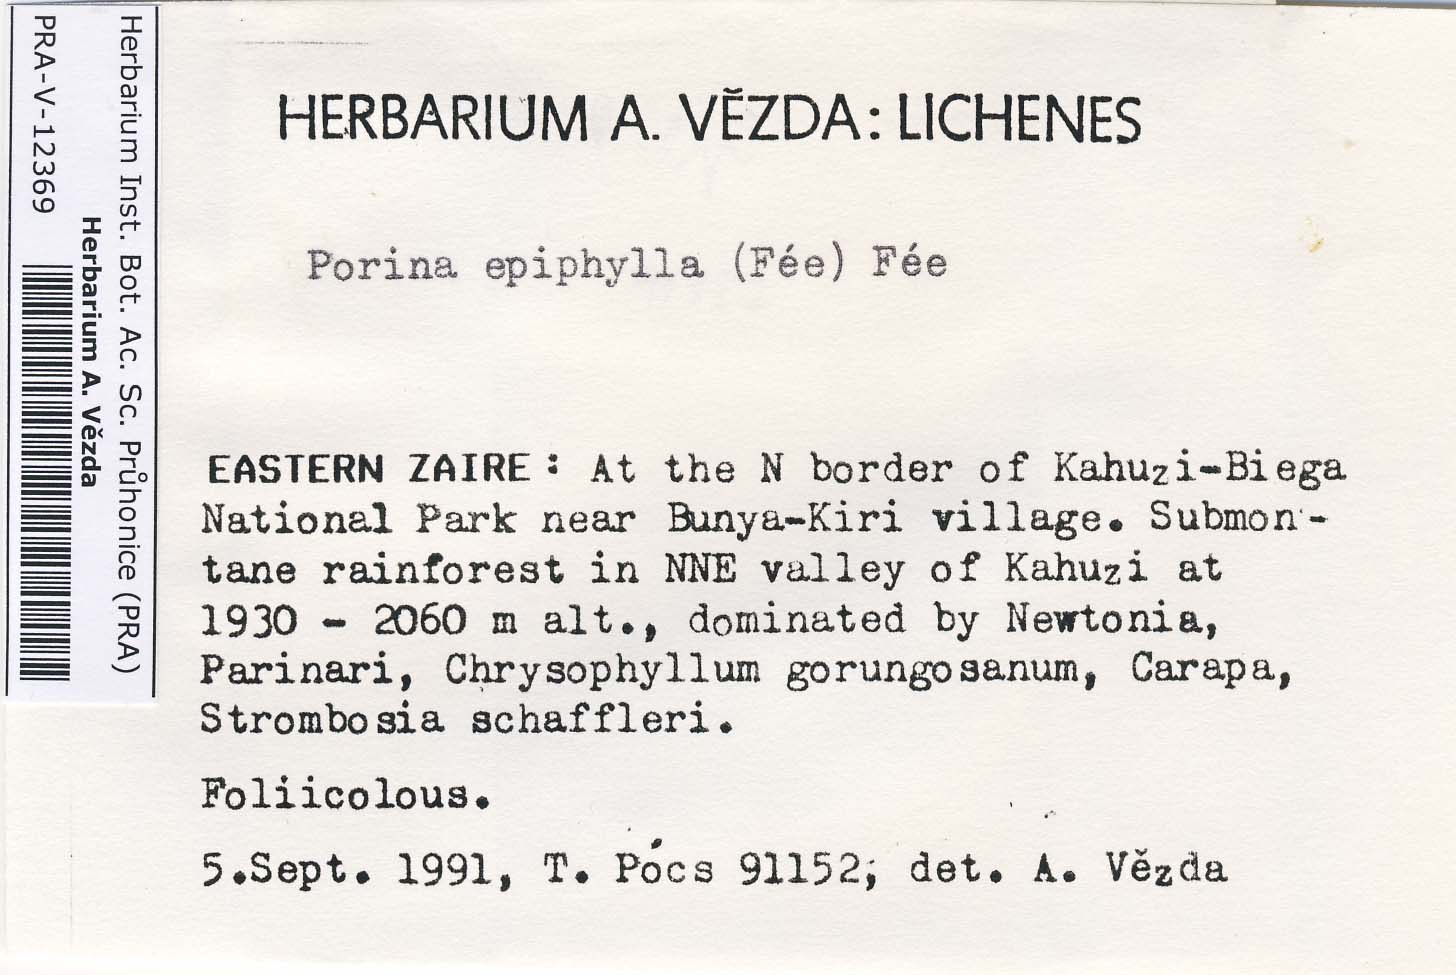 Herbarium Inst. Bot. Ac. Sc. Průhonice (PRA)
Herbarium A. Vězda
PRA-V-12369
HERBARIUM A. VĚZDA: LICHENES
Porina epiphylla (Fée) Fée
EASTERN ZAIRE: At the N border of Kahuzi-Biega
National Park near Bunya-Kiri village. Submon-
tane rainforest in NNE valley of Kahuzi at
1930 - 2060 m alt., dominated by Newtonia,
Parinari, Chrysophyllum gorungosanum, Carapa,
Strombosia schaffleri.
Foliicolous.
5.Sept. 1991, T. Pócs 91152; det. A. Vězda